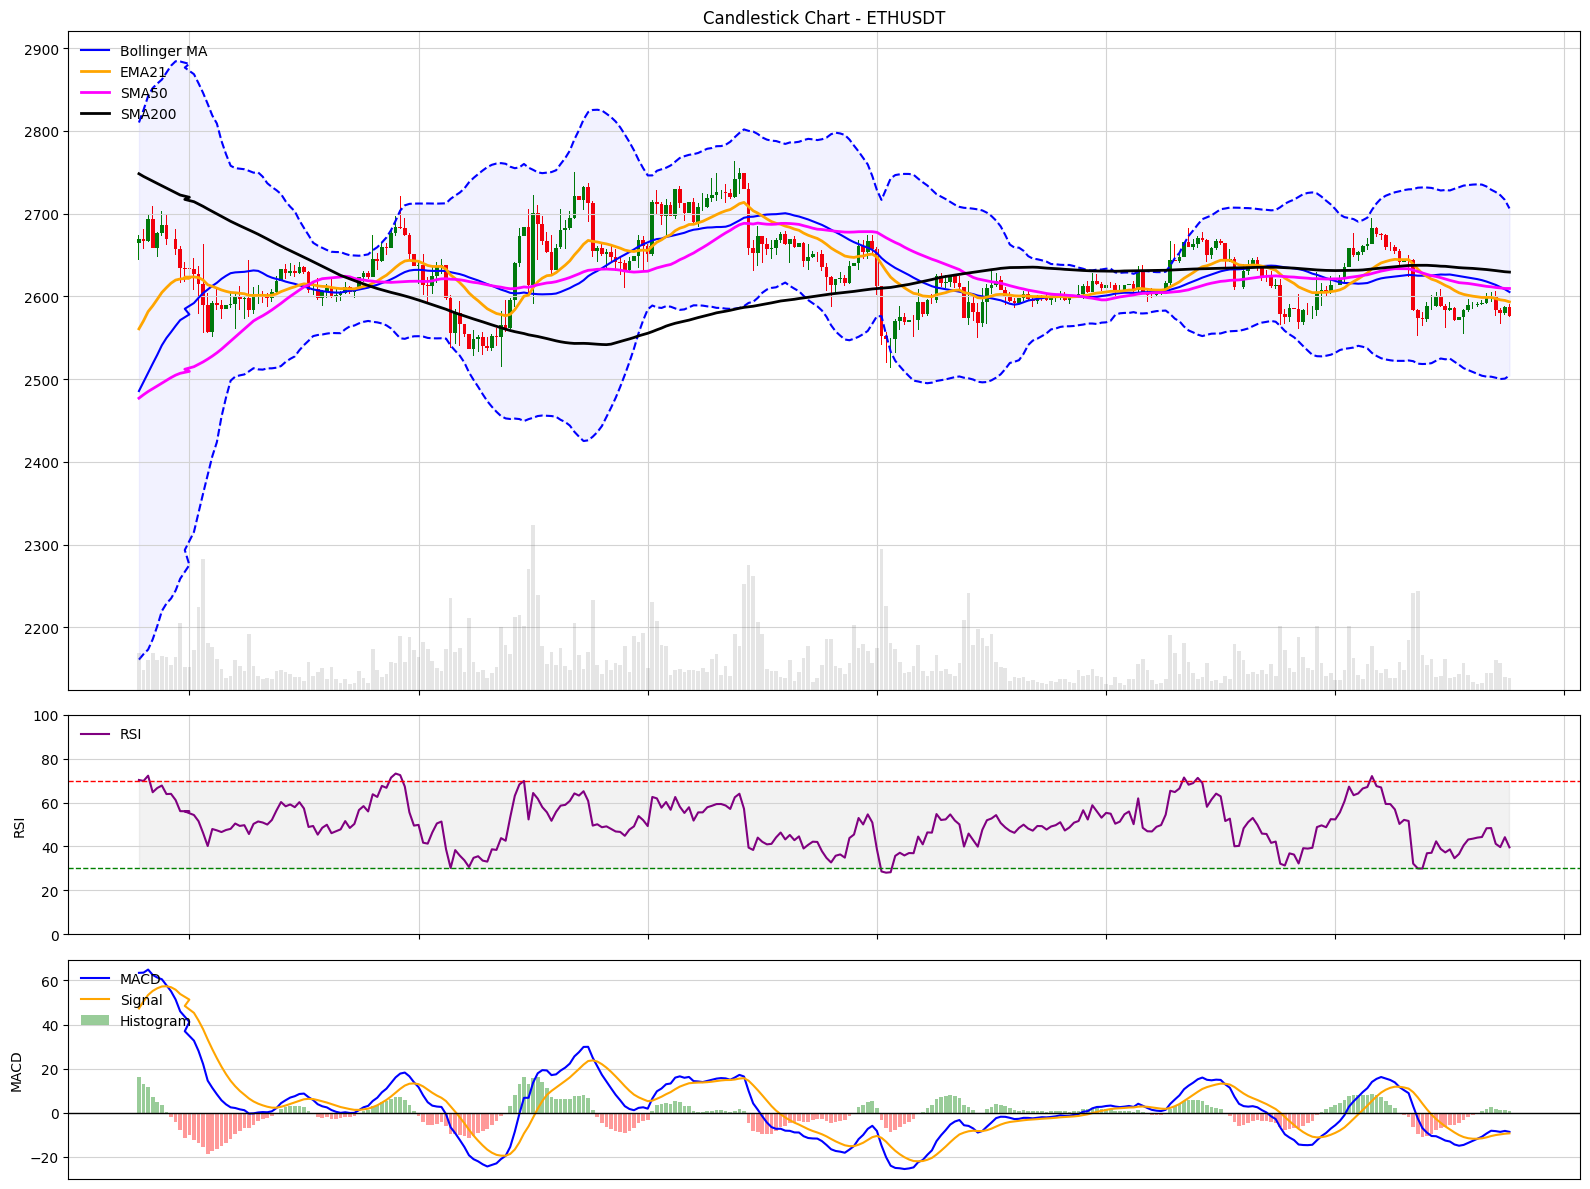 Candlestick Chart - ETHUSDT
2900
2800
2700
2600
2500
2400
2300
2200
Bollinger MA
EMA21
SMA50
SMA200
100
80
60
40
20
0
RSI
RSI
60
40
20
0
−20
MACD
MACD
Signal
Histogram